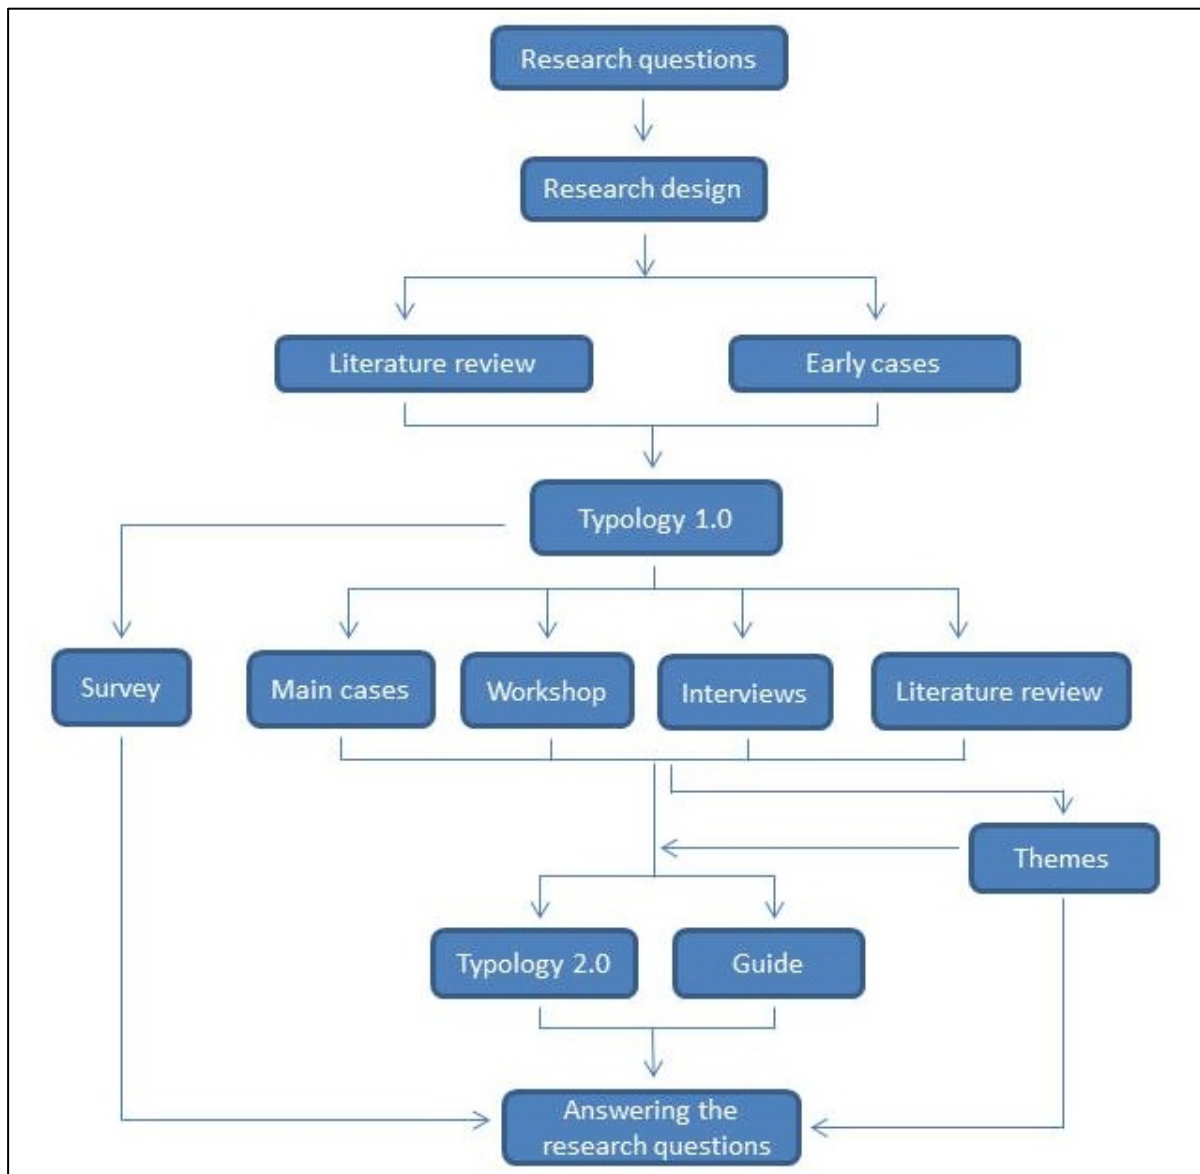 Research questions
Research design
Literature review
Early cases
Typology 1.0
Survey
Main cases
Workshop
Interviews
Literature review
Themes
Typology 2.0
Guide
Answering the
research questions